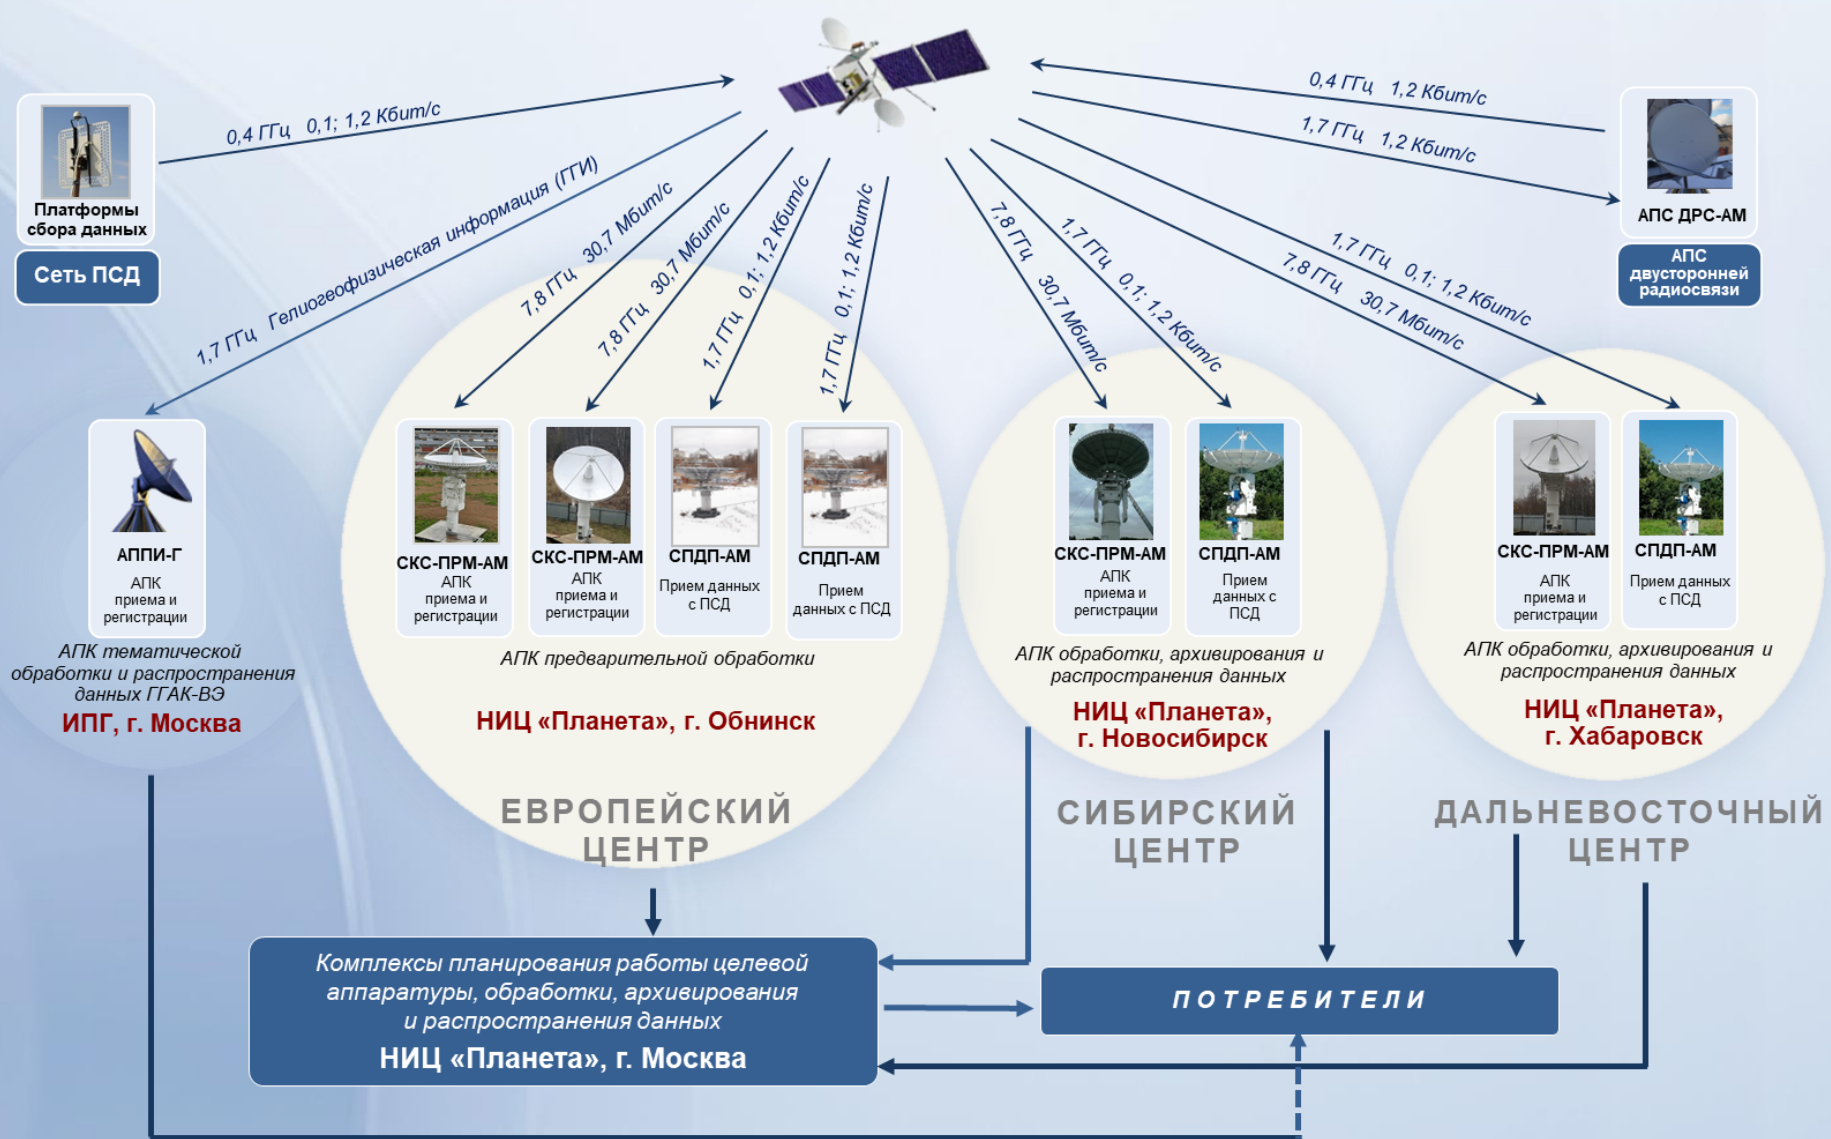 0,4 ГГц 0,1; 1,2 Кбит/с
0,4 ГГц 1,2 Кбит/с
1,7 ГГц 1,2 Кбит/с
Платформы
сбора данных
Сеть ПСД
АПС ДРС-АМ
АПС
двусторонней
радиосвязи
1,7 ГГц Гелиогеофизическая информация (ГГИ)
7,8 ГГц 30,7 Мбит/с
7,8 ГГц 30,7 Мбит/с
1,7 ГГц 0,1; 1,2 Кбит/с
1,7 ГГц 0,1; 1,2 Кбит/с
7,8 ГГц 30,7 Мбит/с
1,7 ГГц 0,1; 1,2 Кбит/с
7,8 ГГц 30,7 Мбит/с
1,7 ГГц 0,1; 1,2 Кбит/с
АППИ-Г
АПК
приема и
регистрации
АПК тематической
обработки и распространения
данных ГГАК-ВЭ
ИПГ, г. Москва
СКС-ПРМ-АМ
АПК
приема и
регистрации
СКС-ПРМ-АМ
АПК
приема и
регистрации
СПДП-АМ
Прием данных
с ПСД
СПДП-АМ
Прием
данных с ПСД
АПК предварительной обработки
НИЦ «Планета», г. Обнинск
ЕВРОПЕЙСКИЙ
ЦЕНТР
СКС-ПРМ-АМ
АПК
приема и
регистрации
СПДП-АМ
Прием
данных с
ПСД
АПК обработки, архивирования и
распространения данных
НИЦ «Планета»,
г. Новосибирск
СИБИРСКИЙ
ЦЕНТР
СКС-ПРМ-АМ
АПК
приема и
регистрации
СПДП-АМ
Прием данных
с ПСД
АПК обработки, архивирования и
распространения данных
НИЦ «Планета»,
г. Хабаровск
ДАЛЬНЕВОСТОЧНЫЙ
ЦЕНТР
Комплексы планирования работы целевой
аппаратуры, обработки, архивирования
и распространения данных
НИЦ «Планета», г. Москва
ПОТРЕБИТЕЛИ